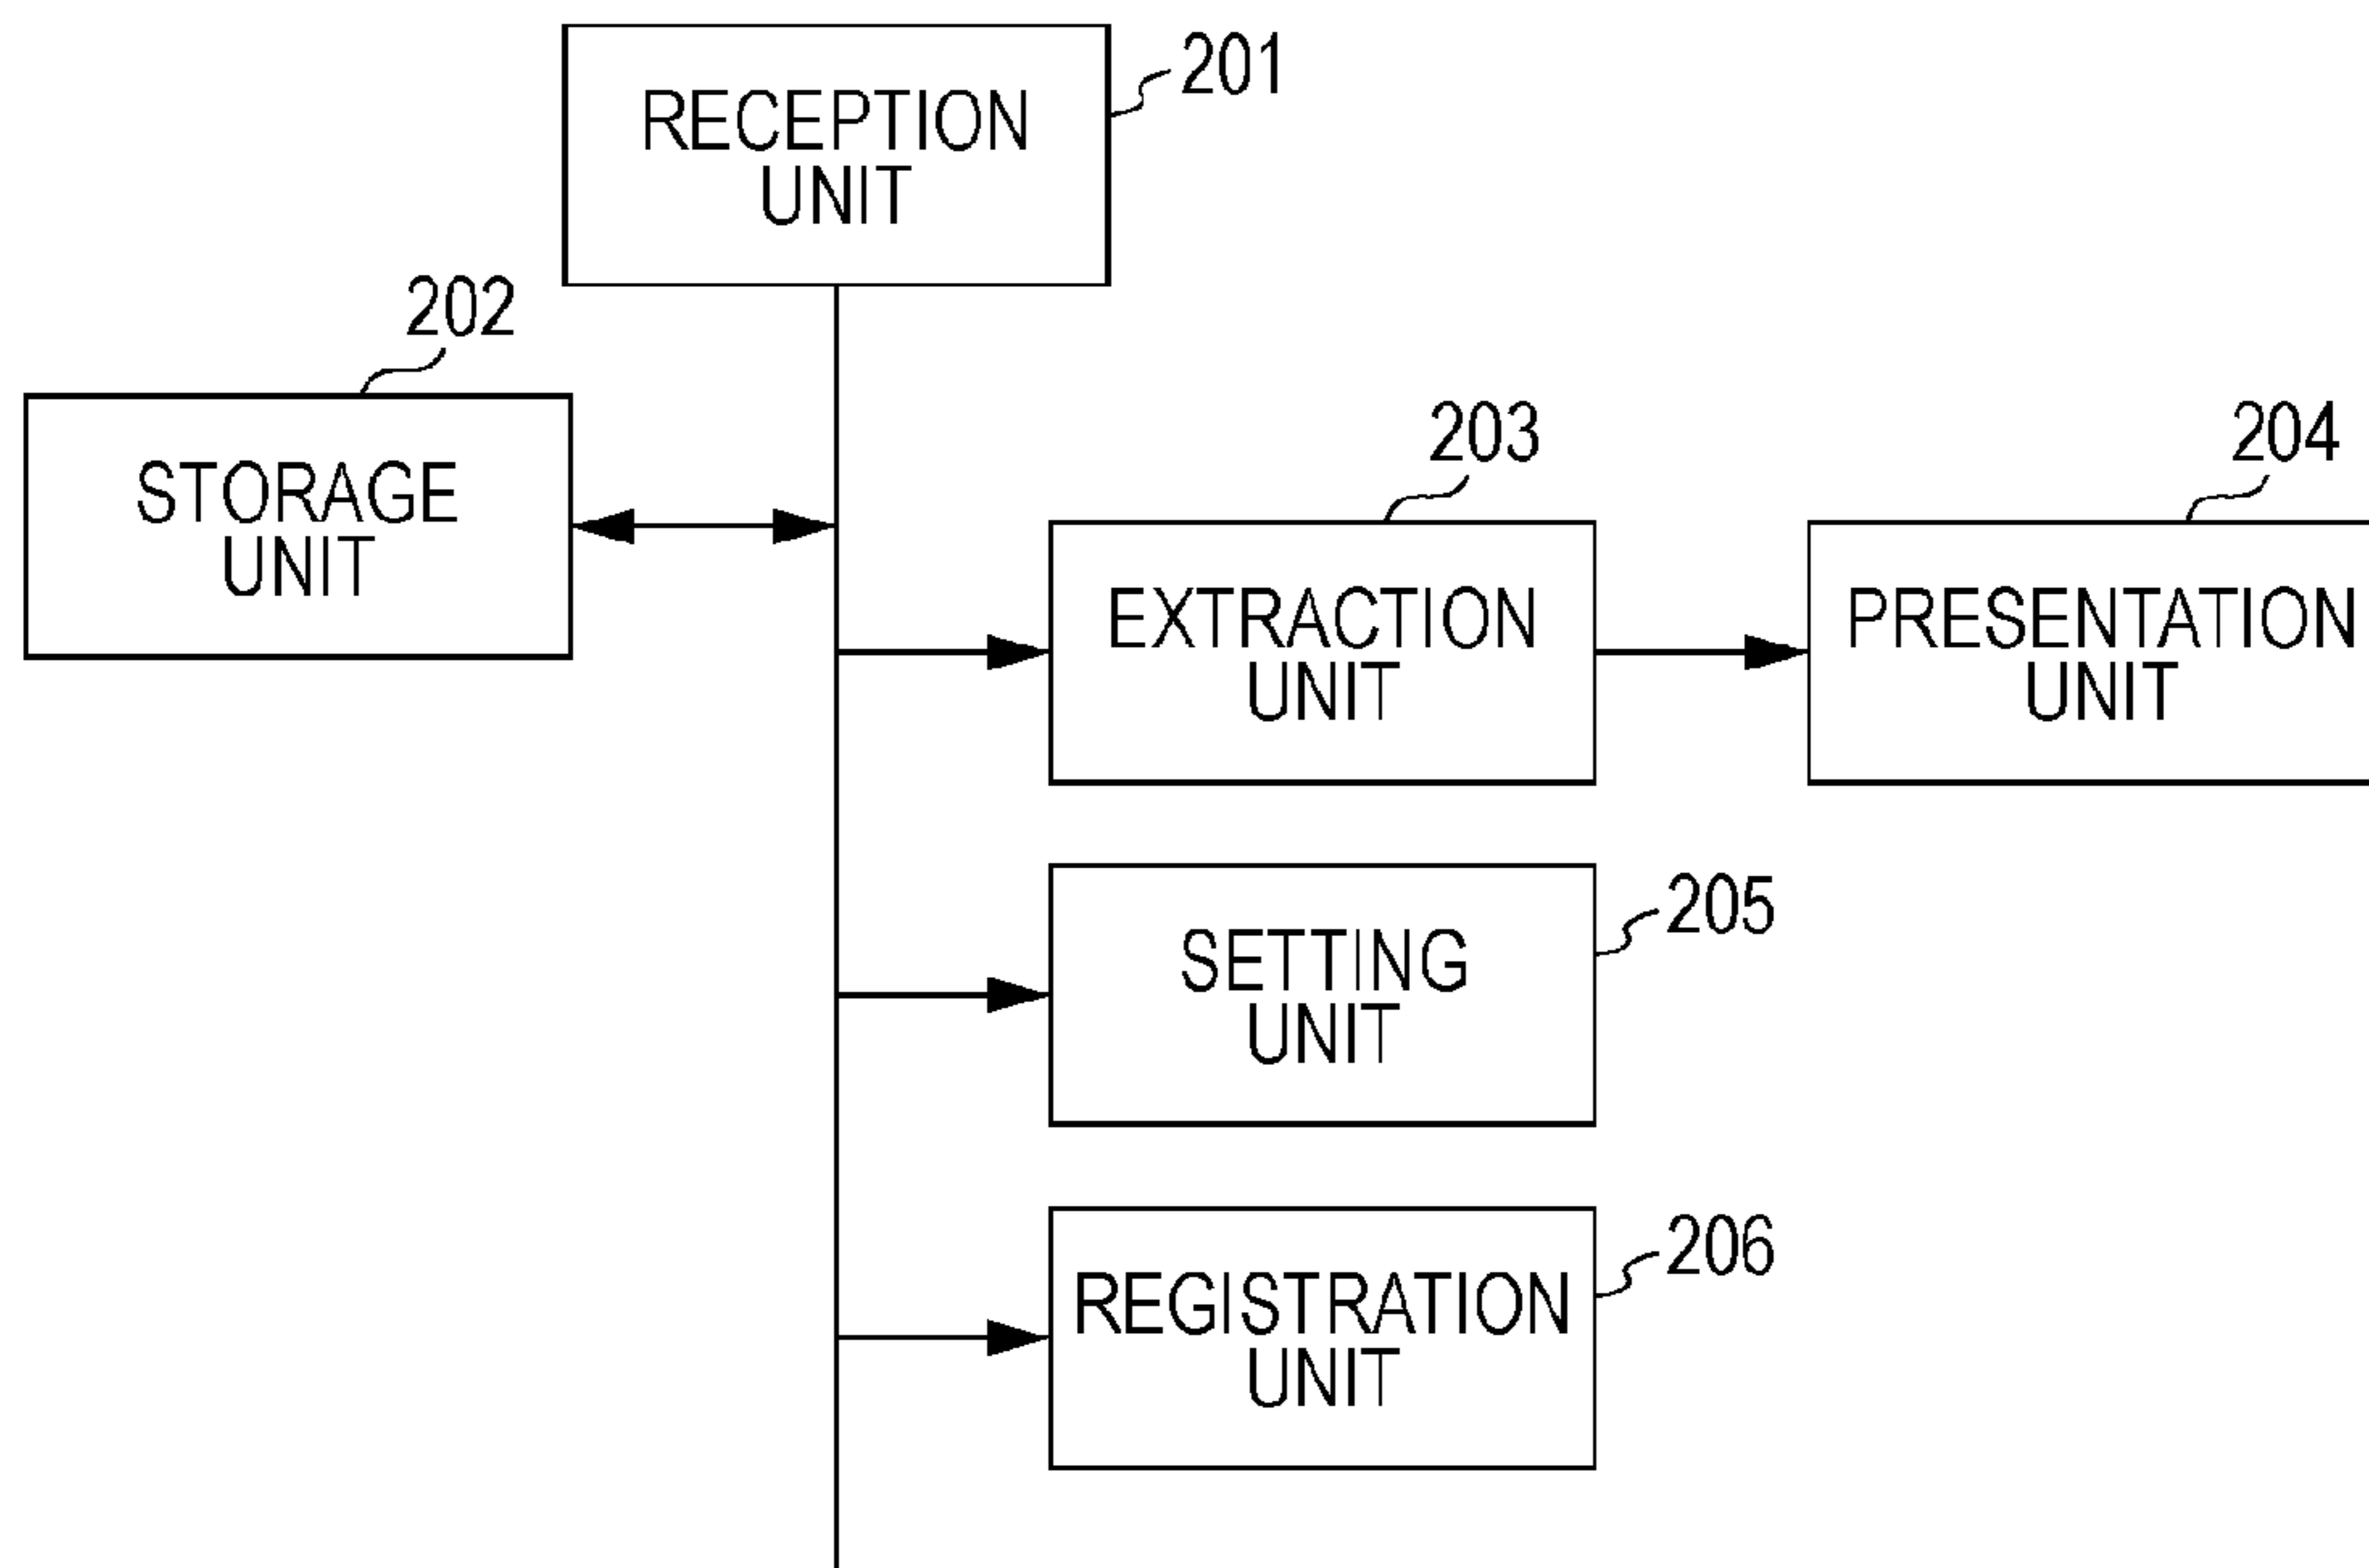 RECEPTION
UNIT
201
202
STORAGE
UNIT
203
EXTRACTION
UNIT
204
PRESENTATION
UNIT
205
SETTING
UNIT
206
REGISTRATION
UNIT